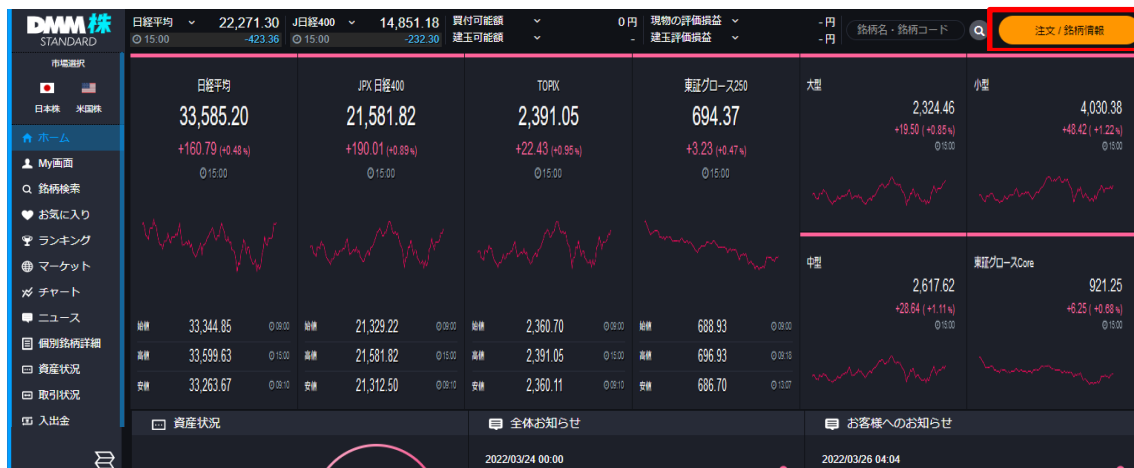 DMM株
STANDARD
日経平均 22,271.30 J日経400 14,851.18 買付可能額 0円 現物の評価損益 -円
15:00 -423.36 15:00 -232.30 建玉可能額 - 建玉評価損益 -円
銘柄名・銘柄コード
注文 / 銘柄情報
市場選択
日本株 米国株
ホーム
My画面
銘柄検索
お気に入り
ランキング
マーケット
チャート
ニュース
個別銘柄詳細
資産状況
取引状況
入出金
日経平均
33,585.20
+160.79 (+0.48%)
15:00
始値 33,344.85 09:00
高値 33,599.63 15:00
安値 33,263.67 09:10
JPX 日経400
21,581.82
+190.01 (+0.89%)
15:00
始値 21,329.22 09:00
高値 21,581.82 15:00
安値 21,312.50 09:10
TOPIX
2,391.05
+22.43 (+0.95%)
15:00
始値 2,360.70 09:00
高値 2,391.05 15:00
安値 2,360.11 09:10
東証グロース250
694.37
+3.23 (+0.47%)
15:00
始値 688.93 09:00
高値 696.93 09:18
安値 686.70 13:07
大型
2,324.46
+19.50 (+0.85%)
15:00
小型
4,030.38
+48.42 (+1.22%)
15:00
中型
2,617.62
+28.64 (+1.11%)
15:00
東証グロースCore
921.25
+6.25 (+0.68%)
15:00
資産状況
全体お知らせ
2022/03/24 00:00
お客様へのお知らせ
2022/03/26 04:04